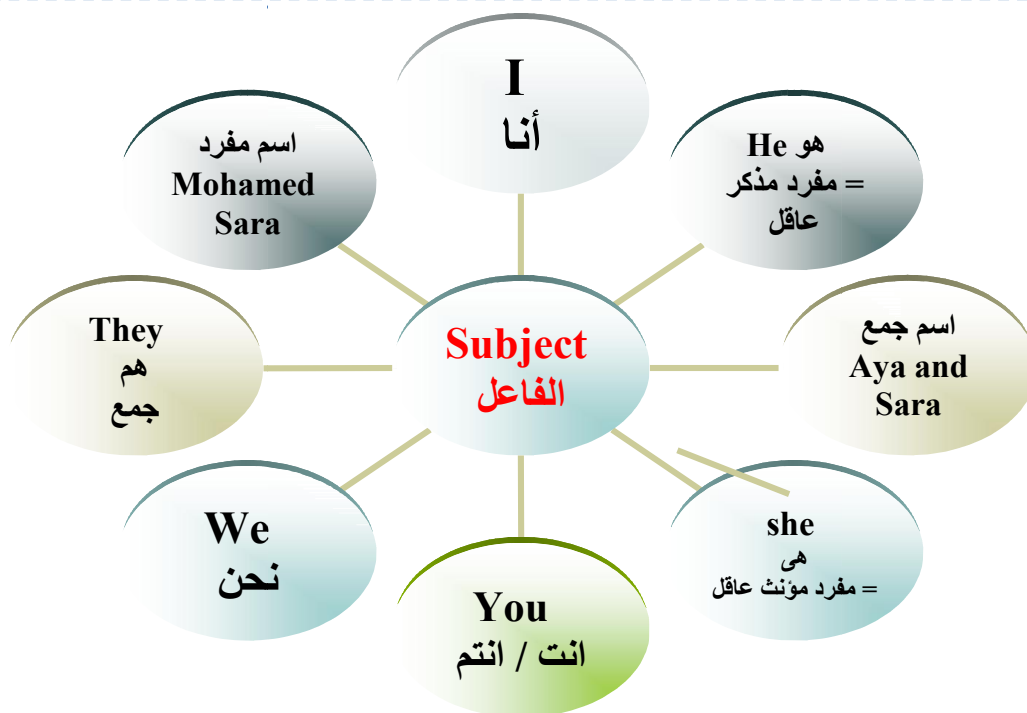 I
أنا
هو He
= مفرد مذكر
عاقل
اسم جمع
Aya and
Sara
she
هى
= مفرد مؤنث عاقل
You
انت / انتم
We
نحن
They
هم
جمع
اسم مفرد
Mohamed
Sara
Subject
الفاعل